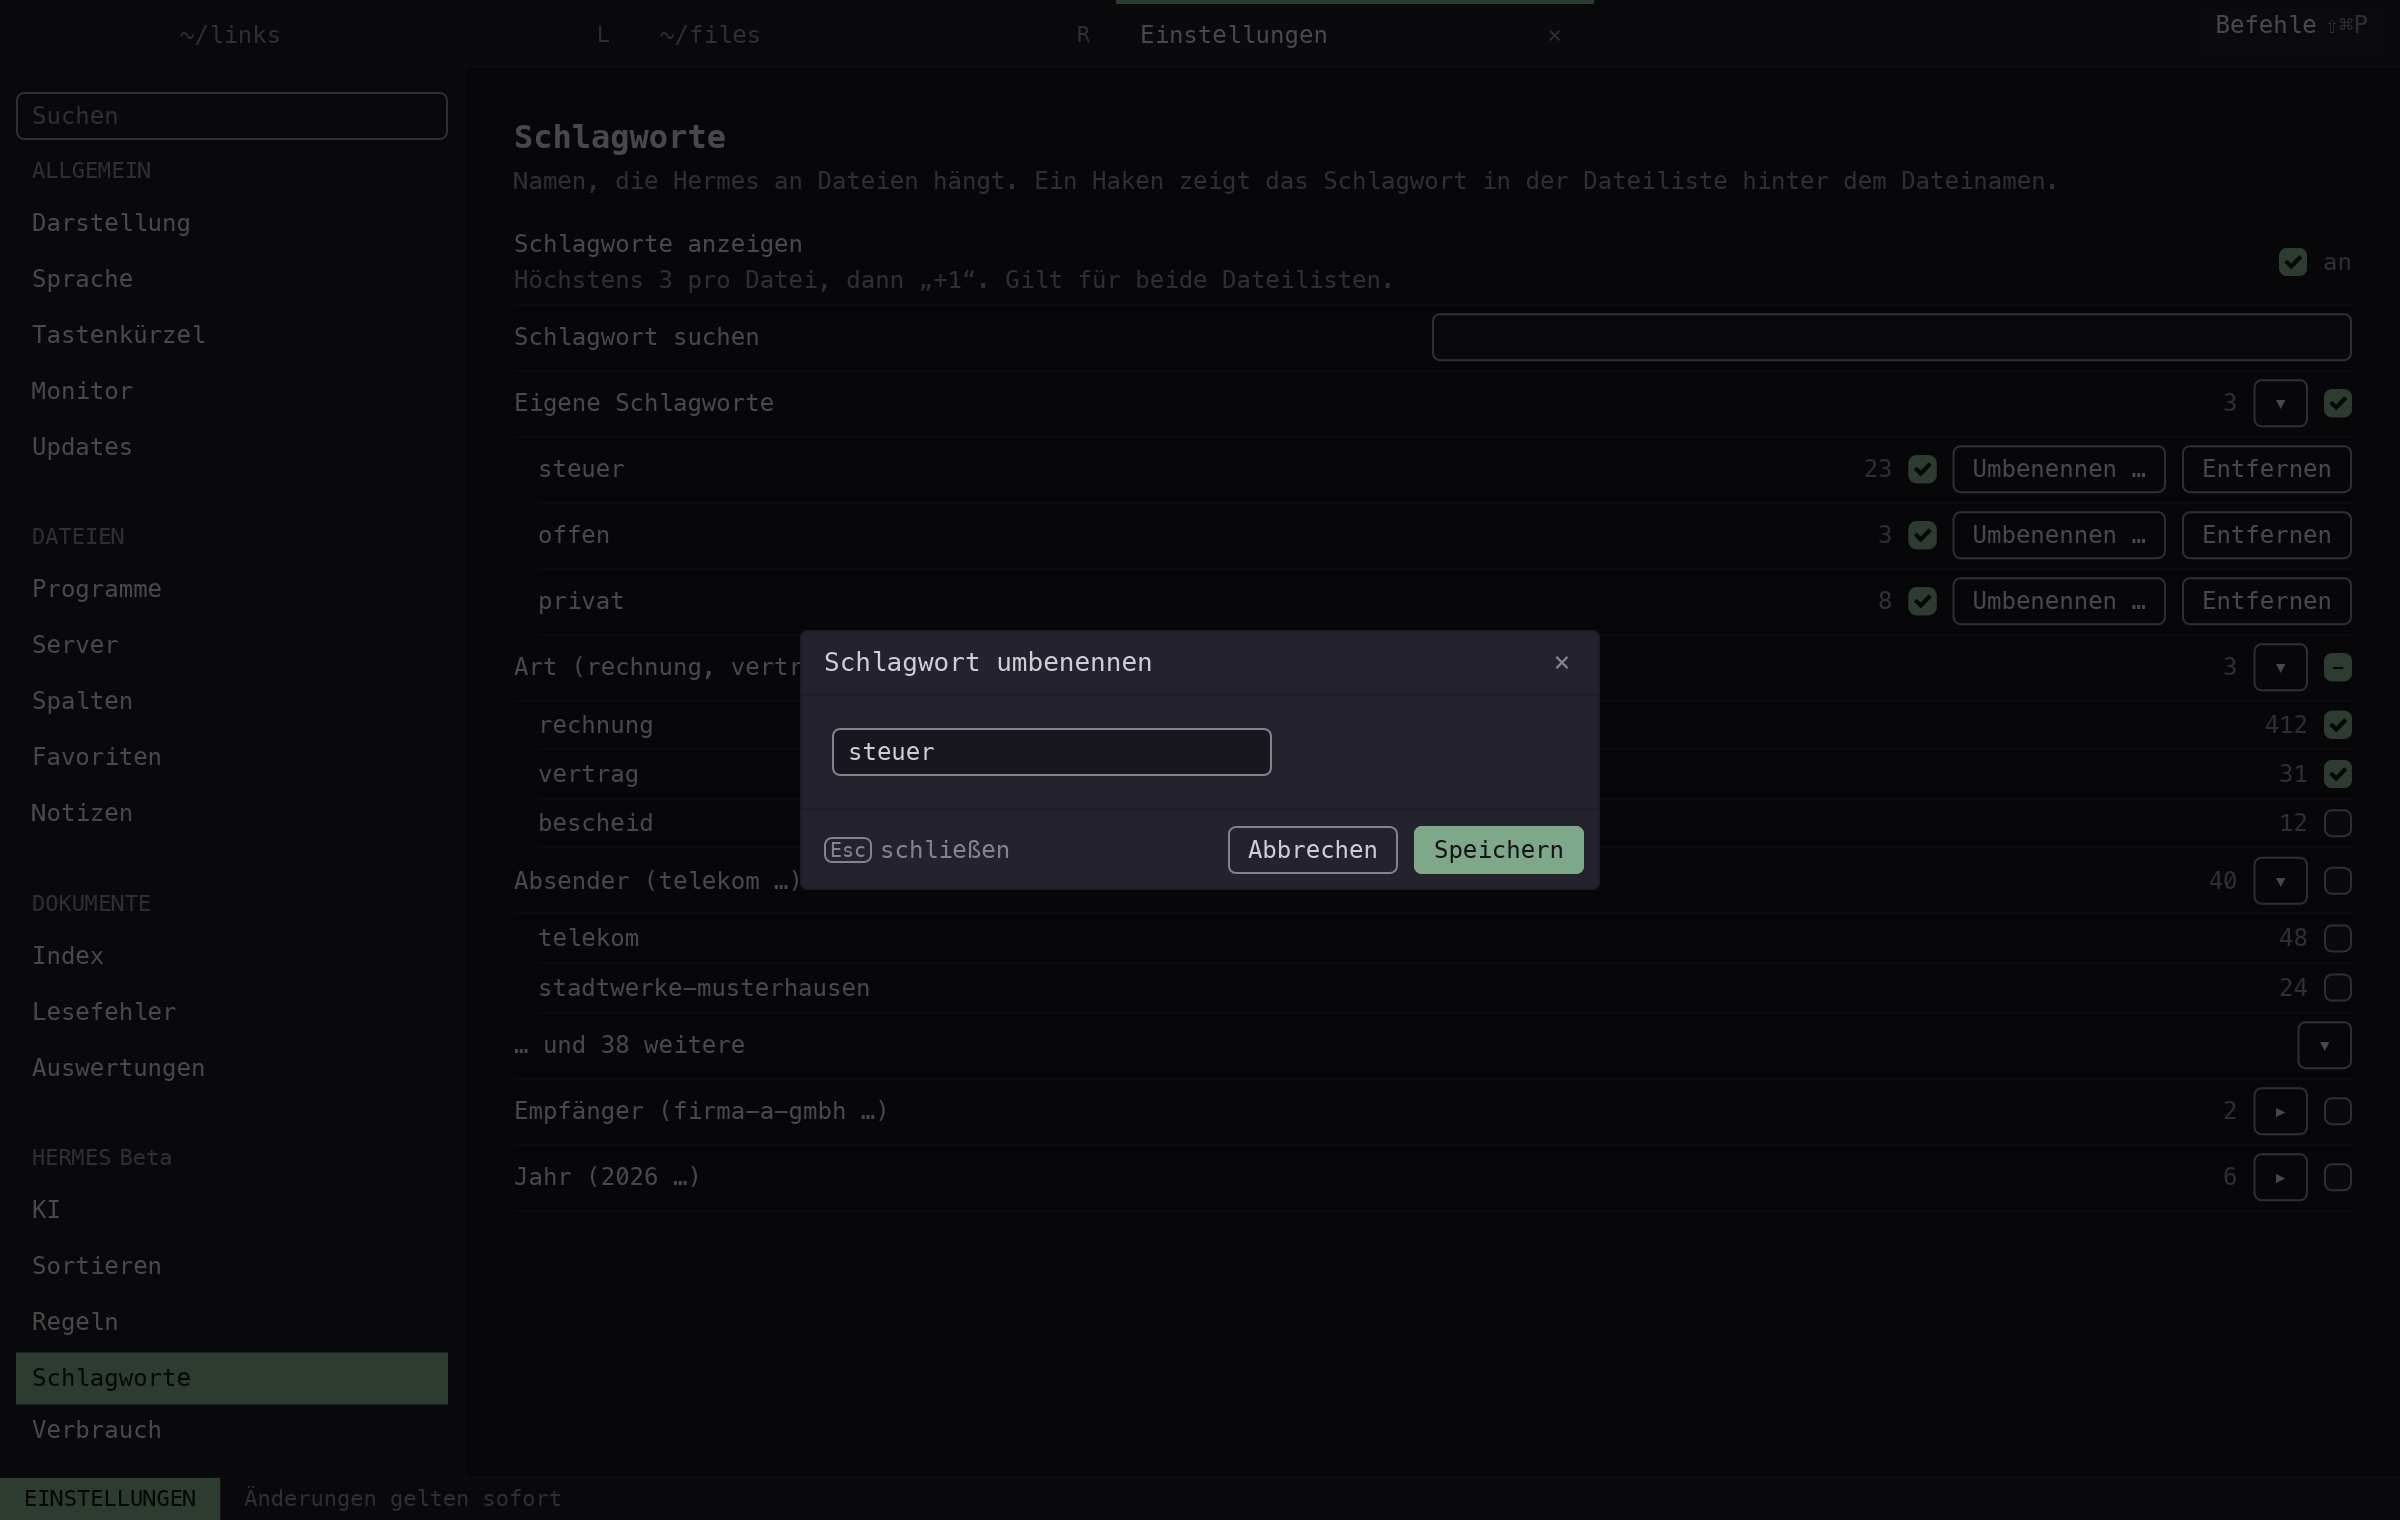 ~/links L ~/files R Einstellungen × Befehle ⇧⌘P
Suchen
ALLGEMEIN
Darstellung
Sprache
Tastenkürzel
Monitor
Updates
DATEIEN
Programme
Server
Spalten
Favoriten
Notizen
DOKUMENTE
Index
Lesefehler
Auswertungen
HERMES Beta
KI
Sortieren
Regeln
Schlagworte
Verbrauch
Schlagworte
Namen, die Hermes an Dateien hängt. Ein Haken zeigt das Schlagwort in der Dateiliste hinter dem Dateinamen.
Schlagworte anzeigen
Höchstens 3 pro Datei, dann „+1“. Gilt für beide Dateilisten.
an
Schlagwort suchen
Eigene Schlagworte 3 ▾
steuer 23 Umbenennen … Entfernen
offen 3 Umbenennen … Entfernen
privat 8 Umbenennen … Entfernen
Art (rechnung, vertr 3 ▾
rechnung 412
vertrag 31
bescheid 12
Absender (telekom …) 40 ▾
telekom 48
stadtwerke-musterhausen 24
… und 38 weitere ▾
Empfänger (firma-a-gmbh …) 2 ▸
Jahr (2026 …) 6 ▸
Schlagwort umbenennen ×
steuer
Esc schließen Abbrechen Speichern
EINSTELLUNGEN Änderungen gelten sofort